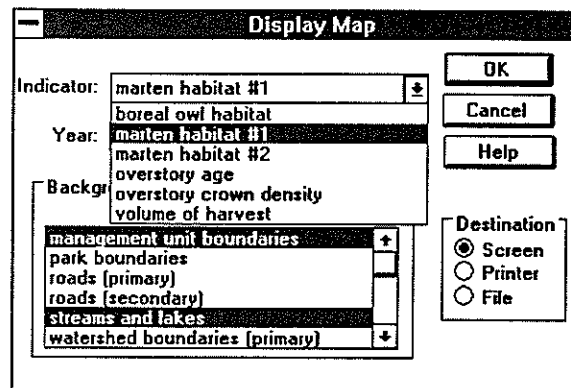 Display Map
Indicator: marten habitat #1
boreal owl habitat
Year: marten habitat #1
marten habitat #2
overstory age
overstory crown density
volume of harvest
Backgr
management unit boundaries
park boundaries
roads (primary)
roads (secondary)
streams and lakes
watershed boundaries (primary)
OK
Cancel
Help
Destination
Screen
Printer
File